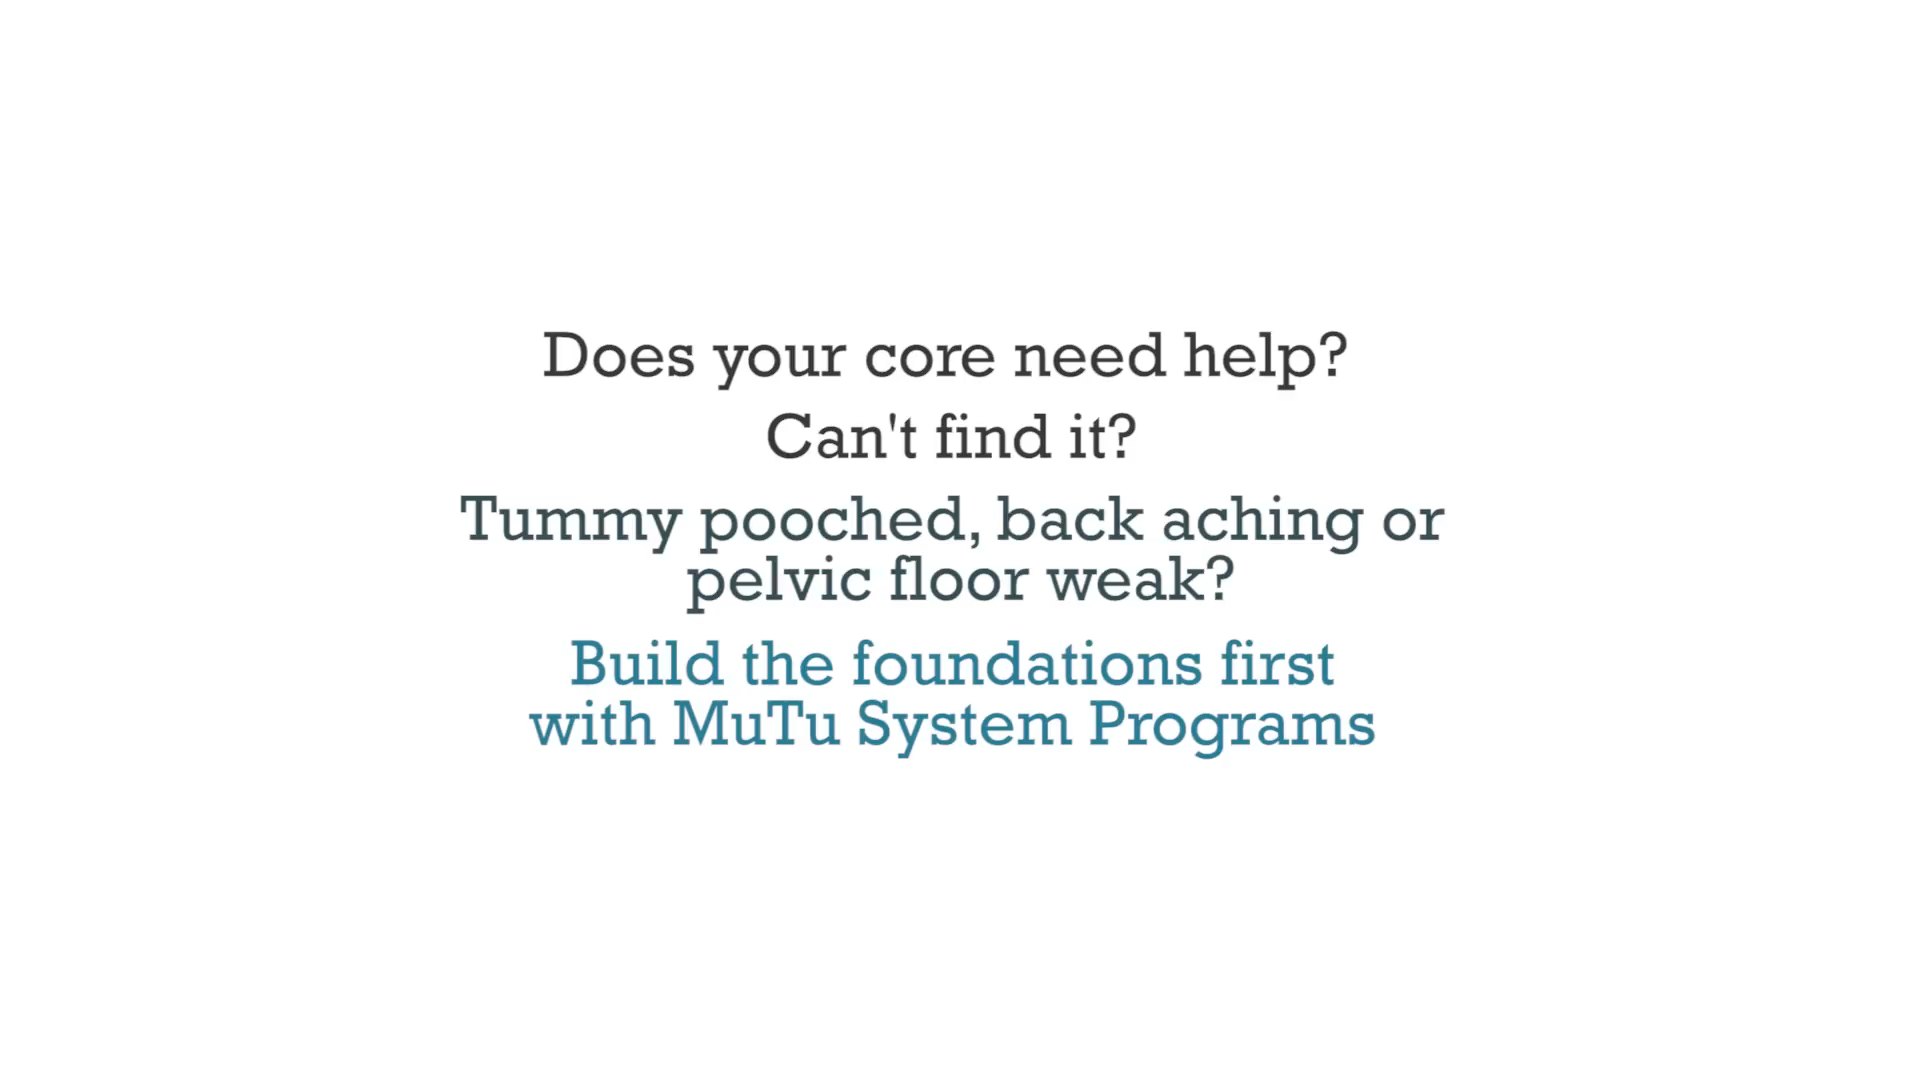 Does your core need help?
Can't find it?
Tummy pooched, back aching or
pelvic floor weak?
Build the foundations first
with MuTu System Programs